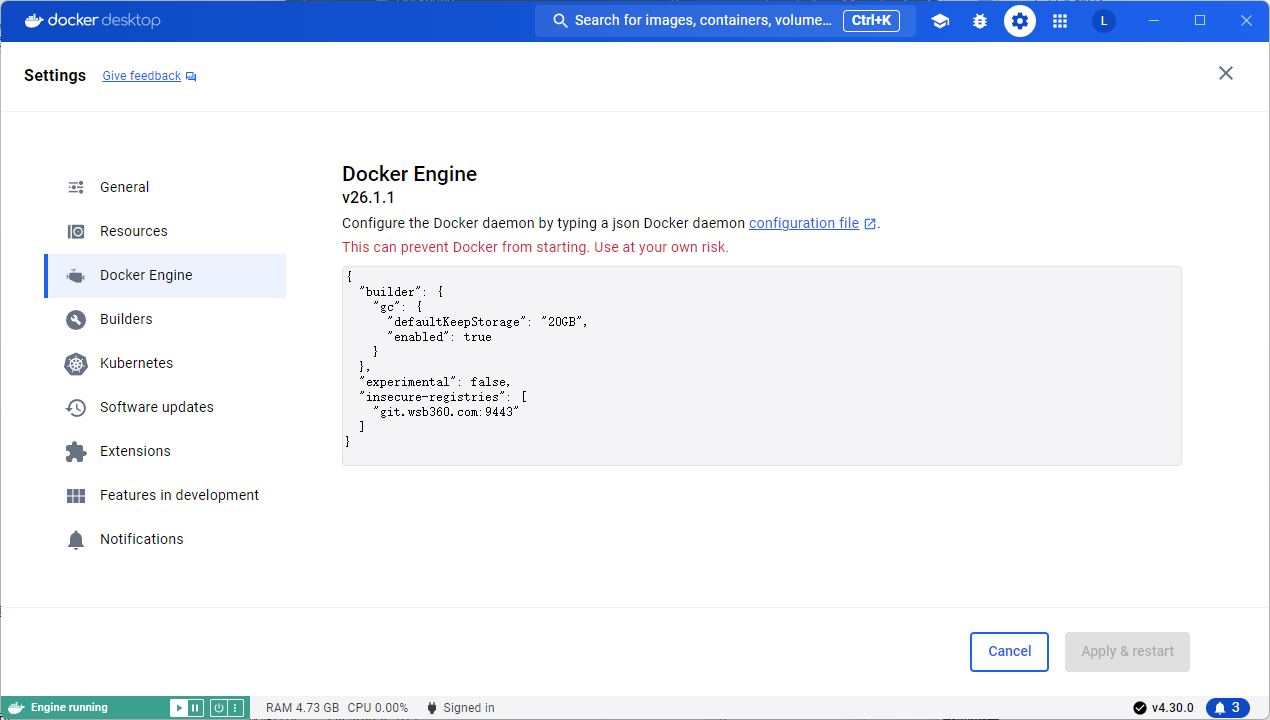 docker desktop
Search for images, containers, volume... Ctrl+K
L
Settings Give feedback
General
Resources
Docker Engine
Builders
Kubernetes
Software updates
Extensions
Features in development
Notifications
Docker Engine
v26.1.1
Configure the Docker daemon by typing a json Docker daemon configuration file .
This can prevent Docker from starting. Use at your own risk.
{
  "builder": {
    "gc": {
      "defaultKeepStorage": "20GB",
      "enabled": true
    }
  },
  "experimental": false,
  "insecure-registries": [
    "git.wsb360.com:9443"
  ]
}
Cancel Apply & restart
Engine running RAM 4.73 GB CPU 0.00% Signed in v4.30.0 3